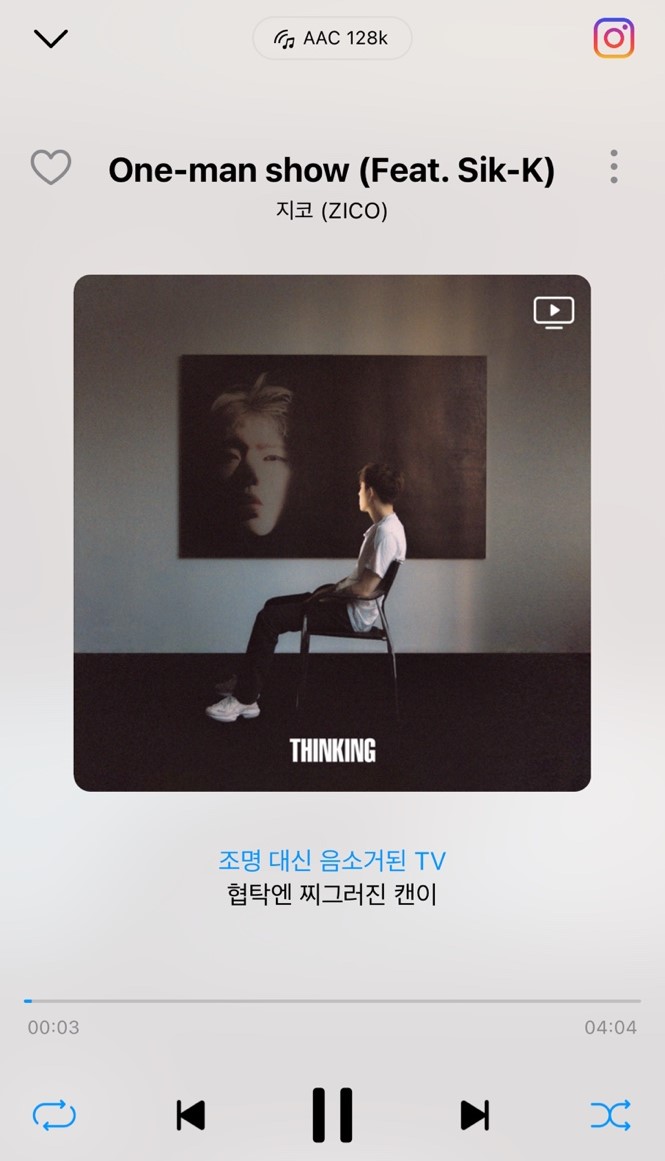 AAC 128k
One-man show (Feat. Sik-K)
지코 (ZICO)
THINKING
조명 대신 음소거된 TV
협탁엔 찌그러진 캔이
00:03
04:04